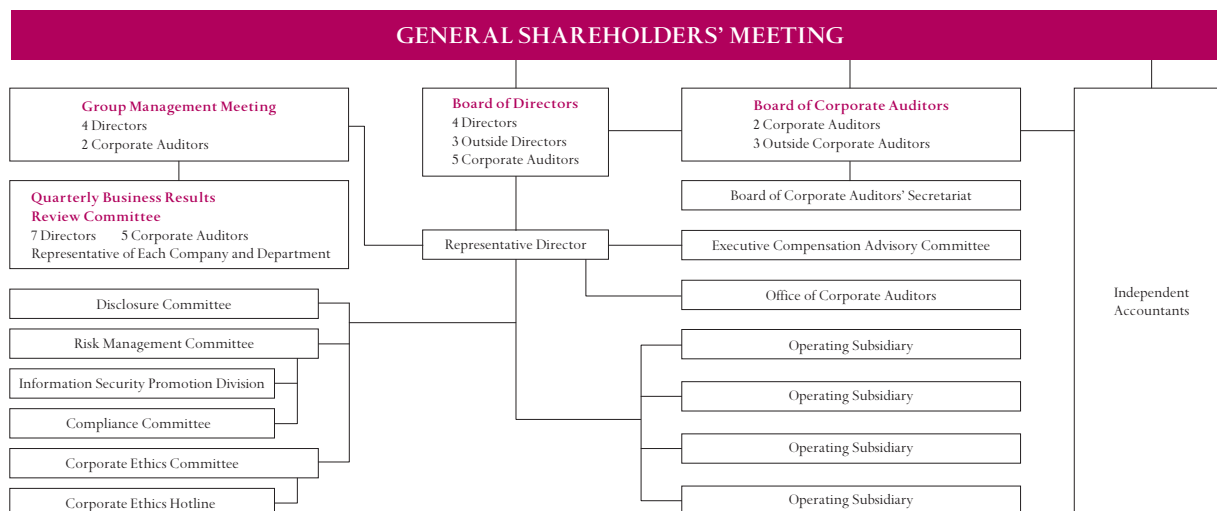 GENERAL SHAREHOLDERS’ MEETING
Group Management Meeting
4 Directors
2 Corporate Auditors
Board of Directors
4 Directors
3 Outside Directors
5 Corporate Auditors
Board of Corporate Auditors
2 Corporate Auditors
3 Outside Corporate Auditors
Quarterly Business Results
Review Committee
7 Directors 5 Corporate Auditors
Representative of Each Company and Department
Board of Corporate Auditors’ Secretariat
Representative Director
Executive Compensation Advisory Committee
Office of Corporate Auditors
Independent
Accountants
Disclosure Committee
Risk Management Committee
Information Security Promotion Division
Compliance Committee
Corporate Ethics Committee
Corporate Ethics Hotline
Operating Subsidiary
Operating Subsidiary
Operating Subsidiary
Operating Subsidiary